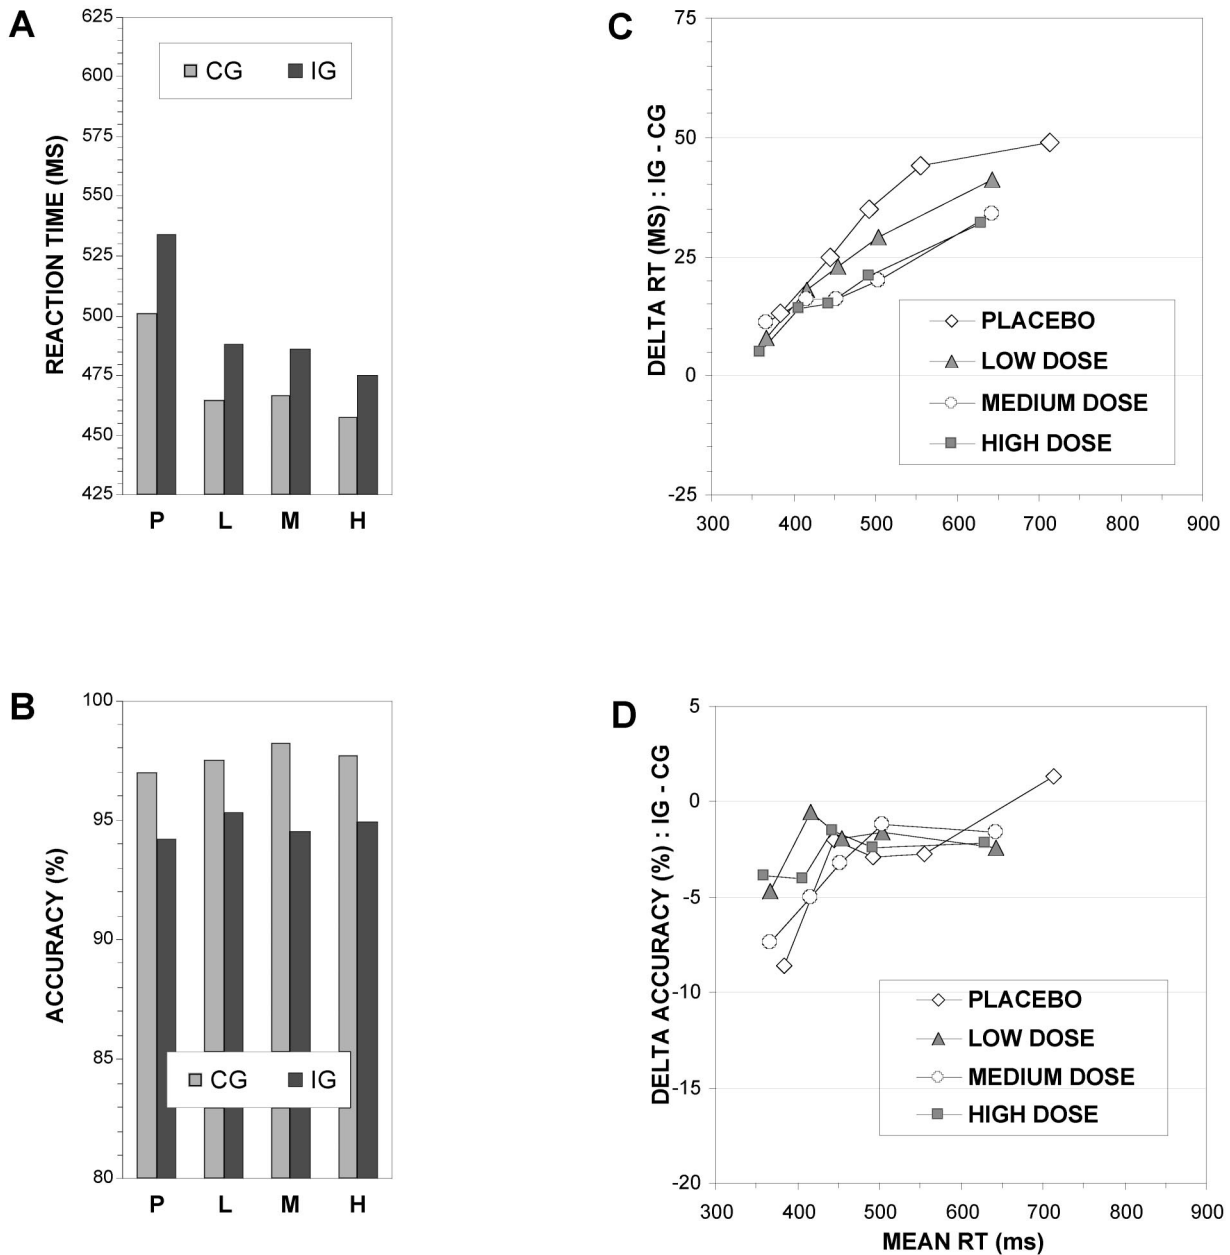 A
REACTION TIME (MS)
625
600
575
550
525
500
475
450
425
CG IG
P L M H
C
DELTA RT (MS) : IG - CG
75
50
25
0
-25
PLACEBO
LOW DOSE
MEDIUM DOSE
HIGH DOSE
300 400 500 600 700 800 900
B
ACCURACY (%)
100
95
90
85
80
CG IG
P L M H
D
DELTA ACCURACY (%) : IG - CG
5
0
-5
-10
-15
-20
PLACEBO
LOW DOSE
MEDIUM DOSE
HIGH DOSE
300 400 500 600 700 800 900
MEAN RT (ms)